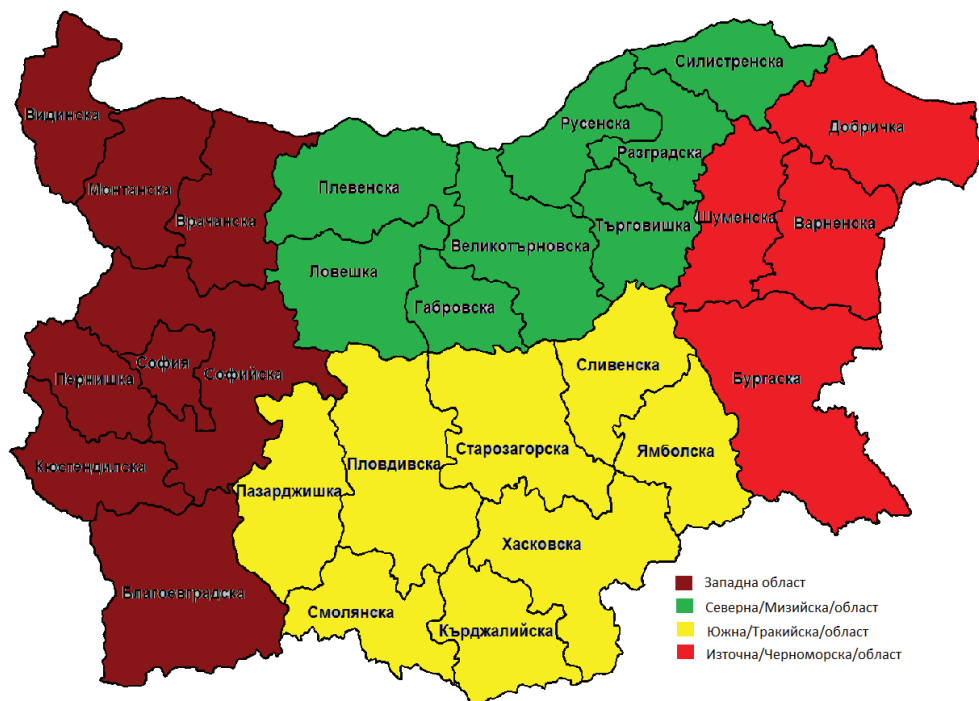 Силистренска
Видинска
Русенска
Добричка
Разградска
Плевенска
Монтанска
Шуменска
Търговишка
Врачанска
Варненска
Великотърновска
Ловешка
Габровска
София
Сливенска
Пернишка
Софийска
Бургаска
Старозагорска
Ямболска
Кюстендилска
Пловдивска
Пазарджишка
Хасковска
Благоевградска
Смолянска
Кърджалийска
Западна област
Северна/Мизийска/област
Южна/Тракийска/област
Източна/Черноморска/област